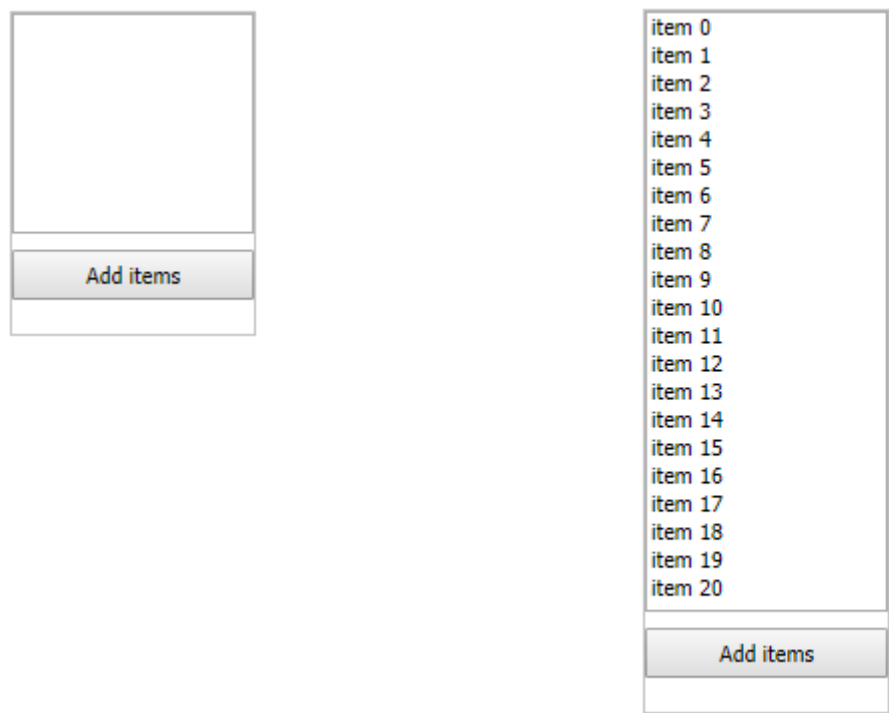 Add items
item 0
item 1
item 2
item 3
item 4
item 5
item 6
item 7
item 8
item 9
item 10
item 11
item 12
item 13
item 14
item 15
item 16
item 17
item 18
item 19
item 20
Add items